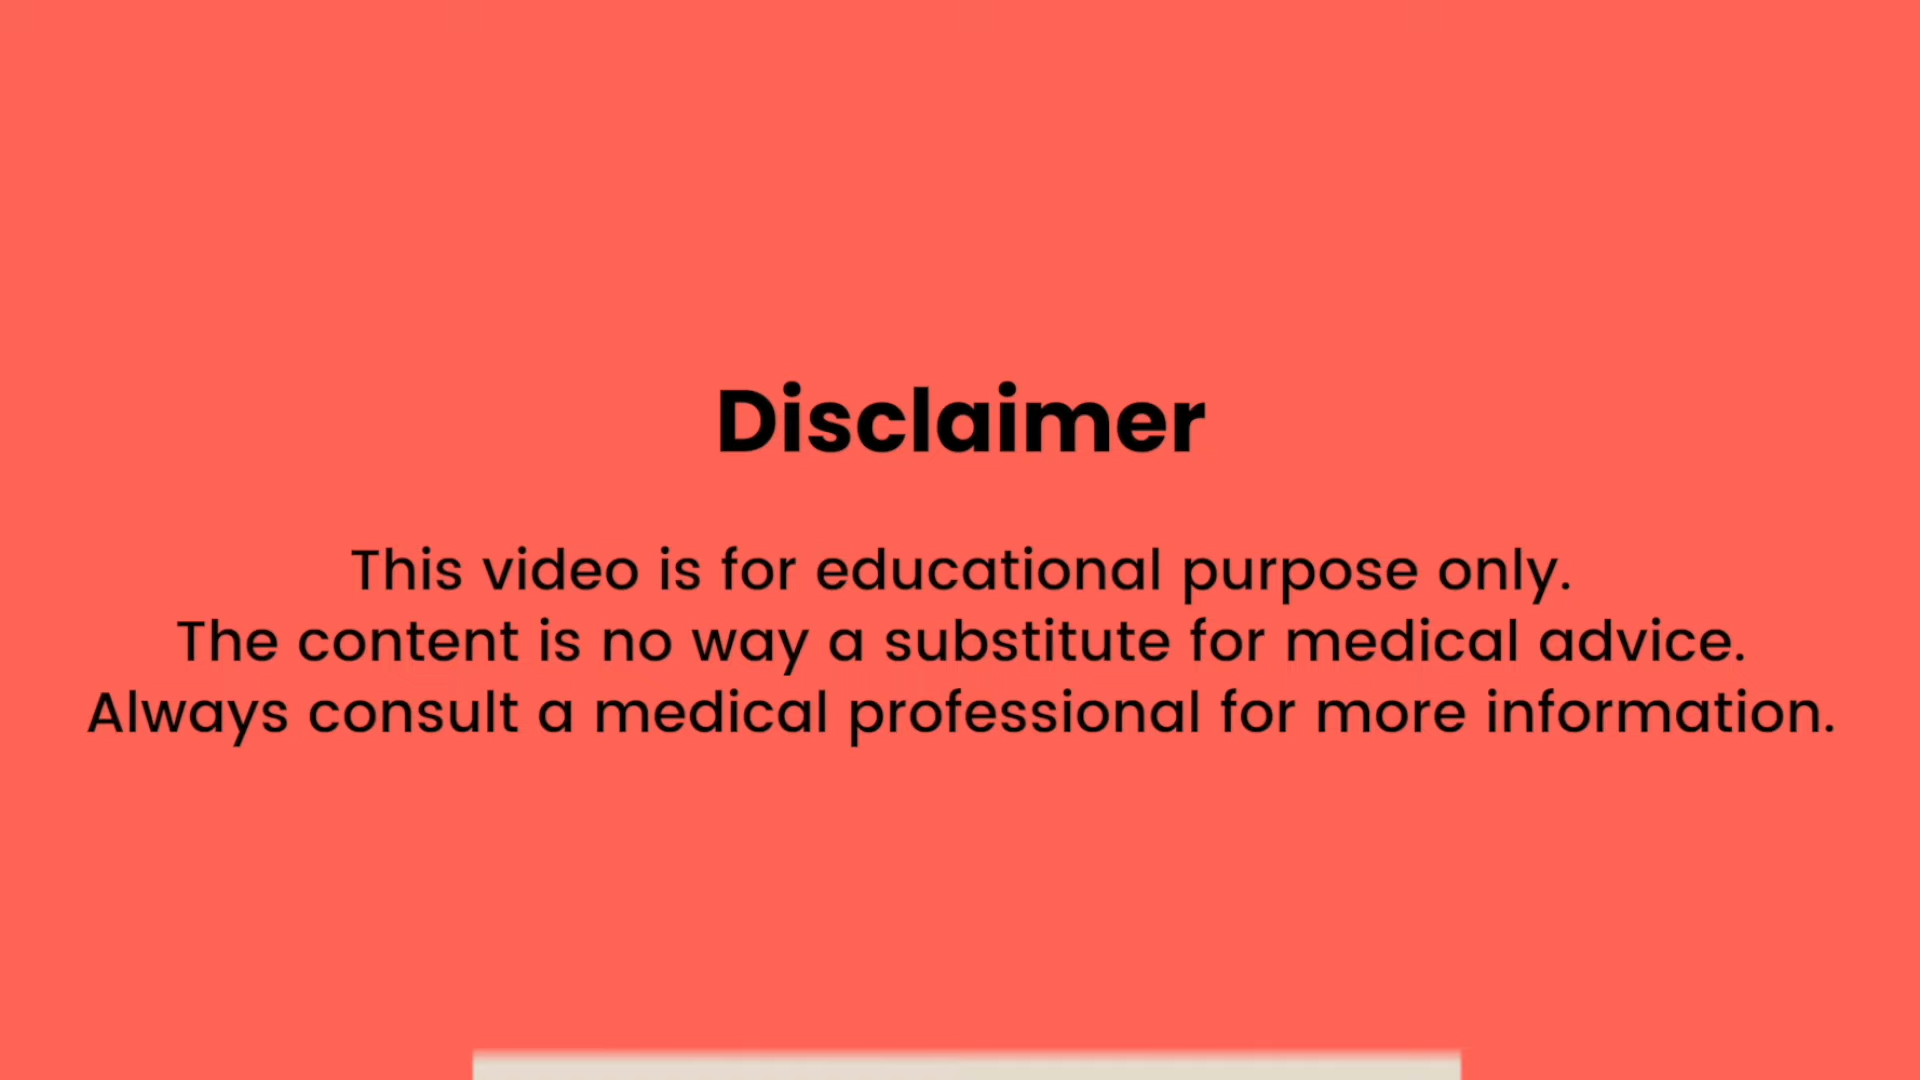 Disclaimer
This video is for educational purpose only.
The content is no way a substitute for medical advice.
Always consult a medical professional for more information.